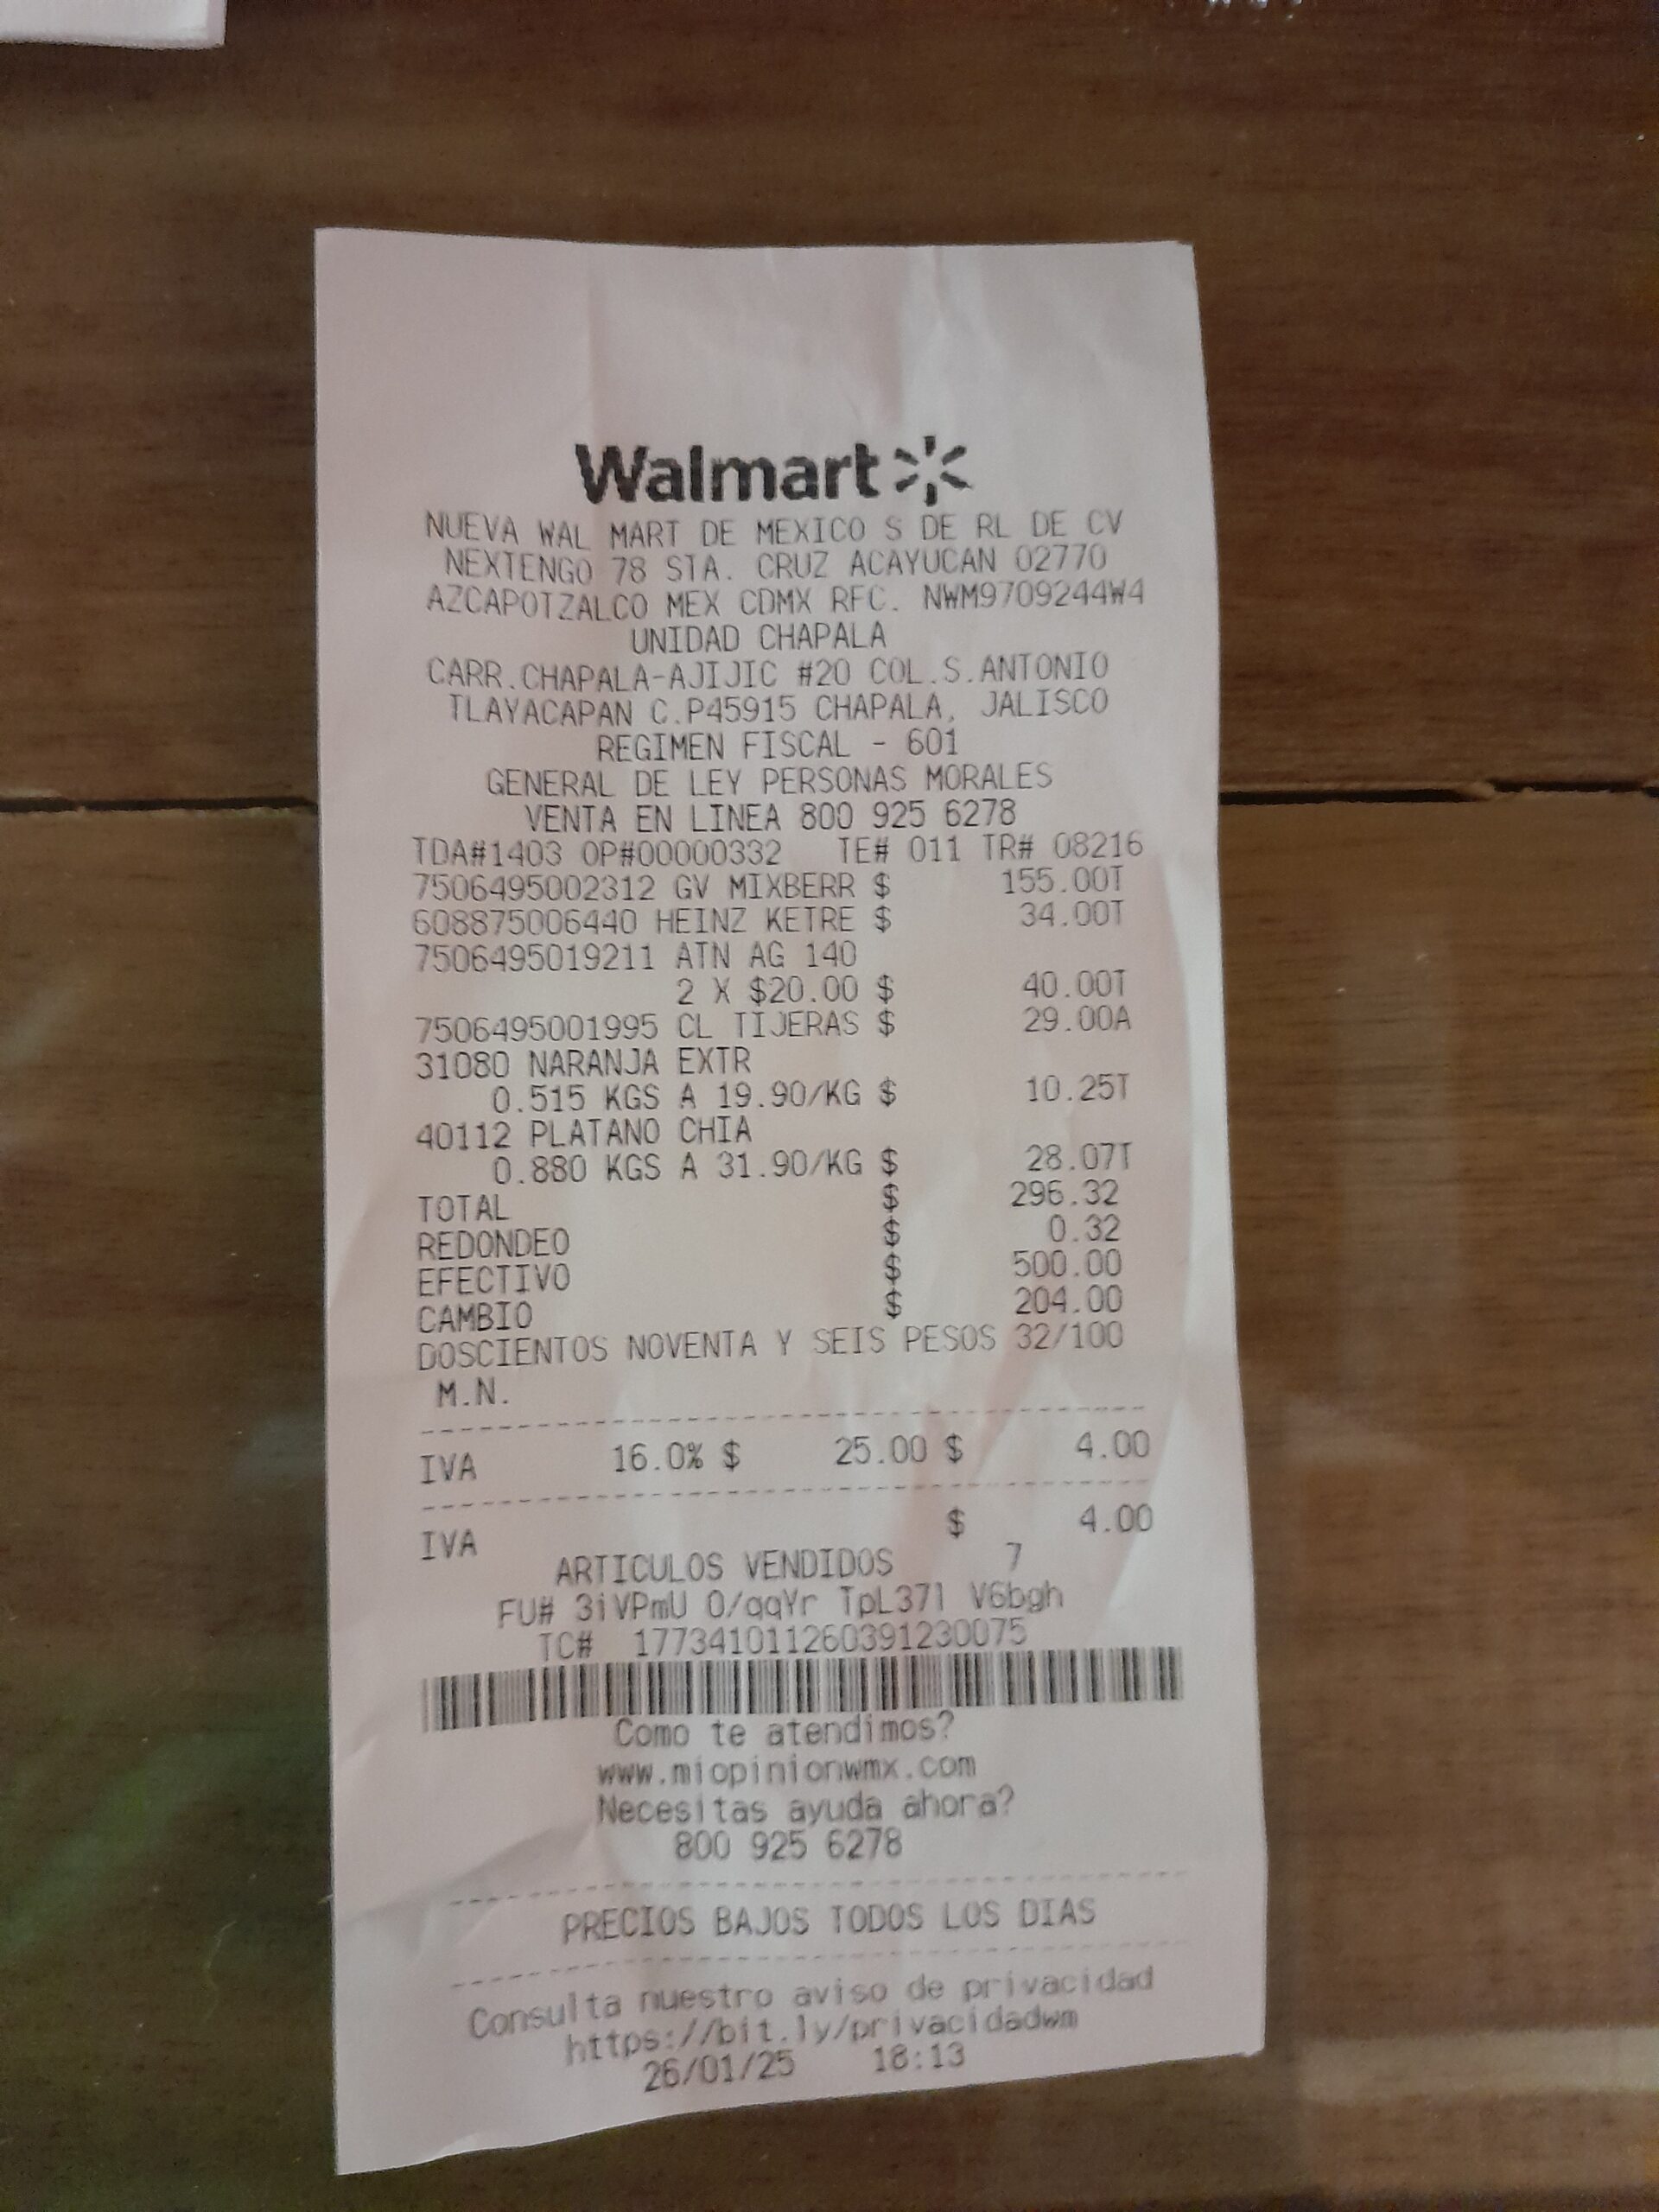 Walmart
NUEVA WAL MART DE MEXICO S DE RL DE CV
NEXTENGO 78 STA. CRUZ ACAYUCAN 02770
AZCAPOTZALCO MEX CDMX RFC. NWM9709244W4
UNIDAD CHAPALA
CARR.CHAPALA-AJIJIC #20 COL.S.ANTONIO
TLAYACAPAN C.P45915 CHAPALA, JALISCO
REGIMEN FISCAL - 601
GENERAL DE LEY PERSONAS MORALES
VENTA EN LINEA 800 925 6278
TDA#1403 OP#00000332 TE# 011 TR# 08216
7506495002312 GV MIXBERR $ 155.00T
608875006440 HEINZ KETRE $ 34.00T
7506495019211 ATN AG 140
2 X $20.00 $ 40.00T
7506495001995 CL TIJERAS $ 29.00A
31080 NARANJA EXTR
0.515 KGS A 19.90/KG $ 10.25T
40112 PLATANO CHIA
0.880 KGS A 31.90/KG $ 28.07T
TOTAL $ 296.32
REDONDEO $ 0.32
EFECTIVO $ 500.00
CAMBIO $ 204.00
DOSCIENTOS NOVENTA Y SEIS PESOS 32/100
M.N.
IVA 16.0% $ 25.00 $ 4.00
IVA $ 4.00
ARTICULOS VENDIDOS 7
FU# 3iVPmU 0/qqYr TpL37l V6bgh
TC# 177341011260391230075
Como te atendimos?
www.miopinionwmx.com
Necesitas ayuda ahora?
800 925 6278
PRECIOS BAJOS TODOS LOS DIAS
Consulta nuestro aviso de privacidad
https://bit.ly/privacidadwm
26/01/25 18:13